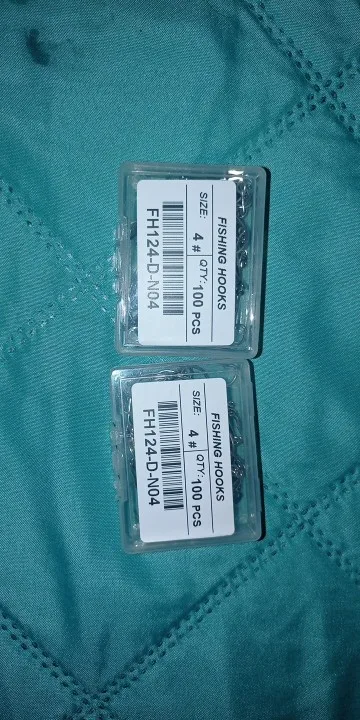 FISHING HOOKS
SIZE: 4 # QTY: 100 PCS
FH124-D-N04
FISHING HOOKS
SIZE: 4 # QTY: 100 PCS
FH124-D-N04